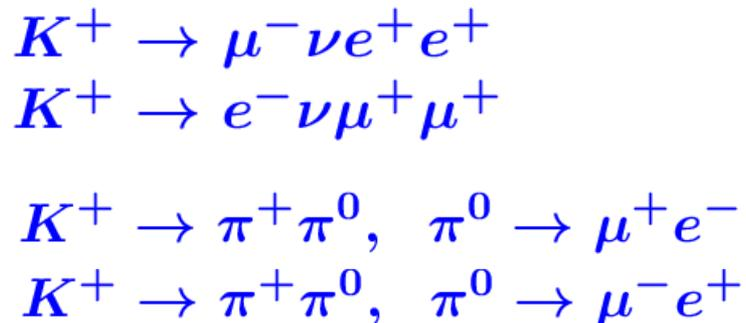 K⁺ → μ⁻νe⁺e⁺
K⁺ → e⁻νμ⁺μ⁺
K⁺ → π⁺π⁰, π⁰ → μ⁺e⁻
K⁺ → π⁺π⁰, π⁰ → μ⁻e⁺